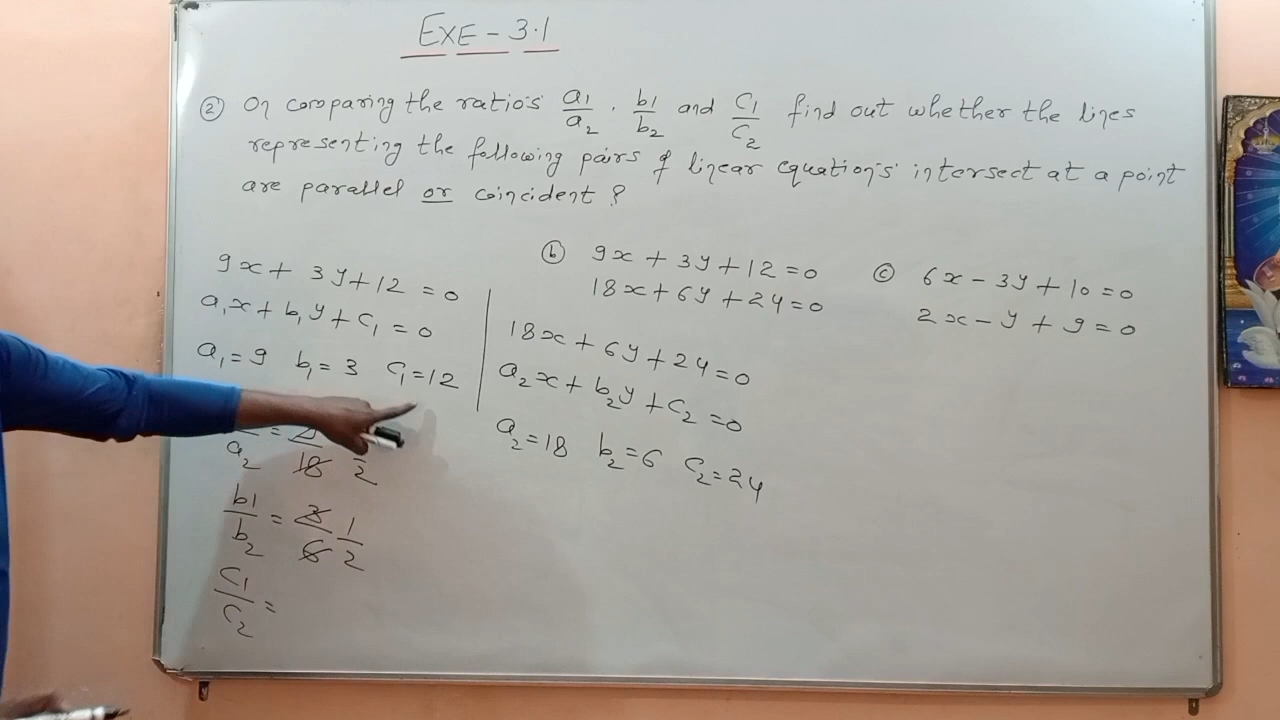 EXE - 3.1
② On comparing the ratios a1/a2, b1/b2 and C1/C2 find out whether the lines
representing the following pairs of linear equations intersect at a point
are parallel or coincident ?
ⓑ 9x + 3y + 12 = 0
18x + 6y + 24 = 0
ⓒ 6x - 3y + 10 = 0
2x - y + 9 = 0
9x + 3y + 12 = 0
a₁x + b₁y + c₁ = 0
a₁ = 9 b₁ = 3 c₁ = 12
18x + 6y + 24 = 0
a₂x + b₂y + c₂ = 0
a₂ = 18 b₂ = 6 c₂ = 24
a₂ = 18 2
b1/b₂ = 3/6 1/2
C1/C₂ =